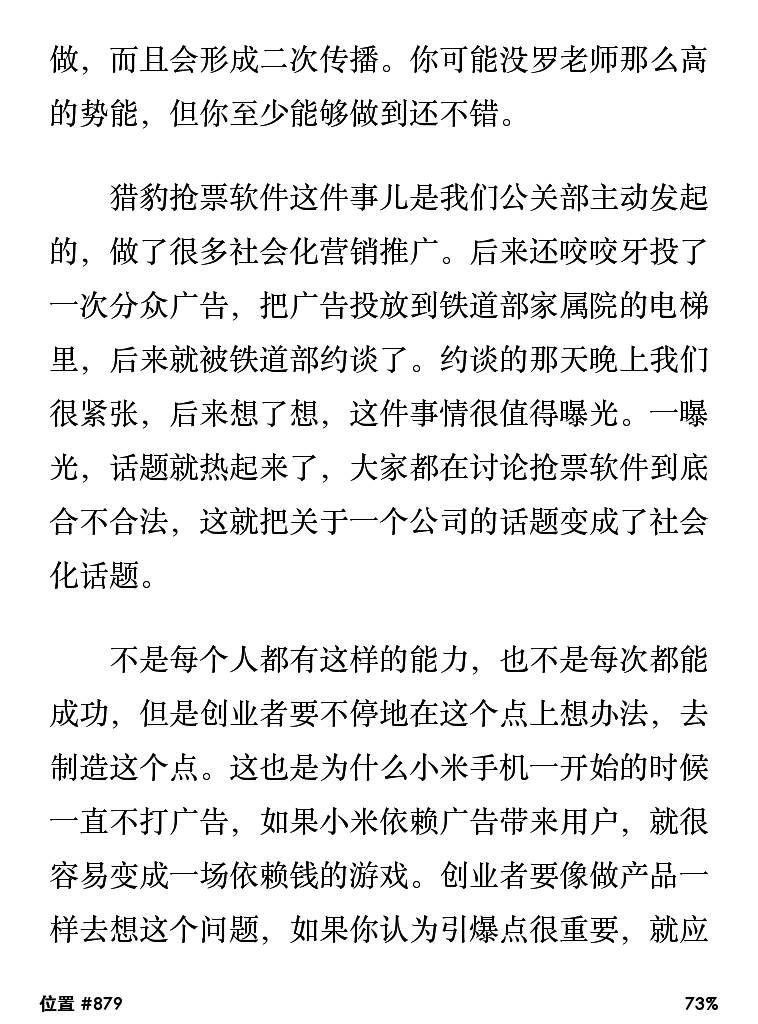 做，而且会形成二次传播。你可能没罗老师那么高
的势能，但你至少能够做到还不错。
猎豹抢票软件这件事儿是我们公关部主动发起
的，做了很多社会化营销推广。后来还咬咬牙投了
一次分众广告，把广告投放到铁道部家属院的电梯
里，后来就被铁道部约谈了。约谈的那天晚上我们
很紧张，后来想了想，这件事情很值得曝光。一曝
光，话题就热起来了，大家都在讨论抢票软件到底
合不合法，这就把关于一个公司的话题变成了社会
化话题。
不是每个人都有这样的能力，也不是每次都能
成功，但是创业者要不停地在这个点上想办法，去
制造这个点。这也是为什么小米手机一开始的时候
一直不打广告，如果小米依赖广告带来用户，就很
容易变成一场依赖钱的游戏。创业者要像做产品一
样去想这个问题，如果你认为引爆点很重要，就应
位置 #879
73%